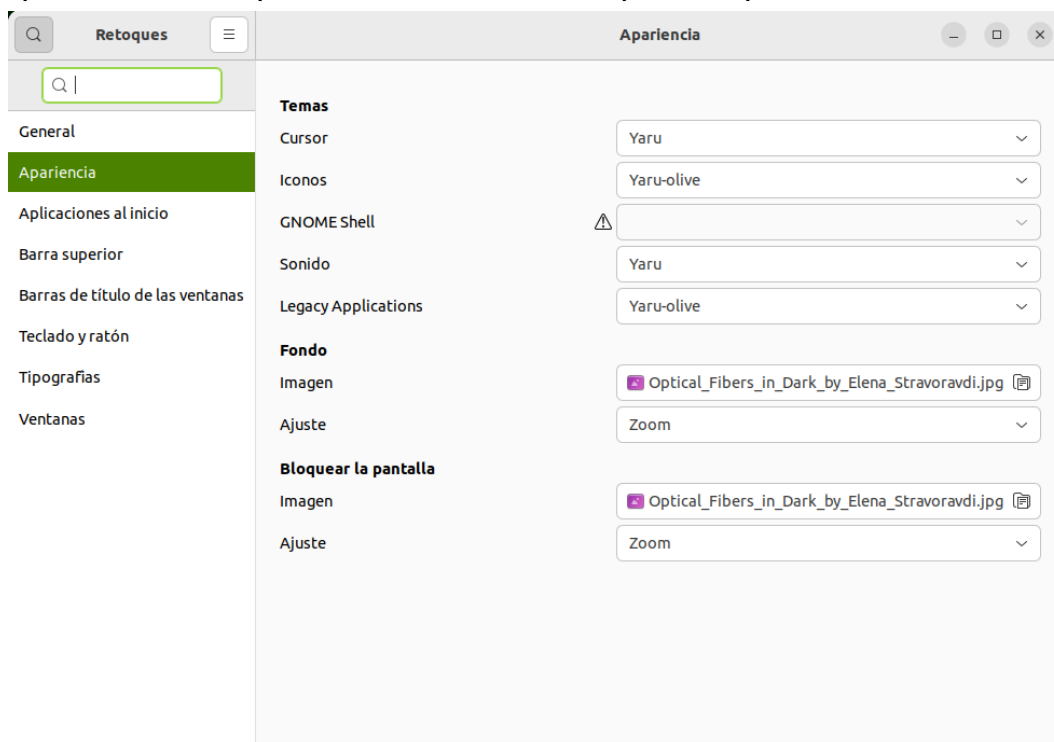 Retoques
Apariencia
General
Apariencia
Aplicaciones al inicio
Barra superior
Barras de título de las ventanas
Teclado y ratón
Tipografías
Ventanas
Temas
Cursor Yaru
Iconos Yaru-olive
GNOME Shell
Sonido Yaru
Legacy Applications Yaru-olive
Fondo
Imagen Optical_Fibers_in_Dark_by_Elena_Stravoravdi.jpg
Ajuste Zoom
Bloquear la pantalla
Imagen Optical_Fibers_in_Dark_by_Elena_Stravoravdi.jpg
Ajuste Zoom